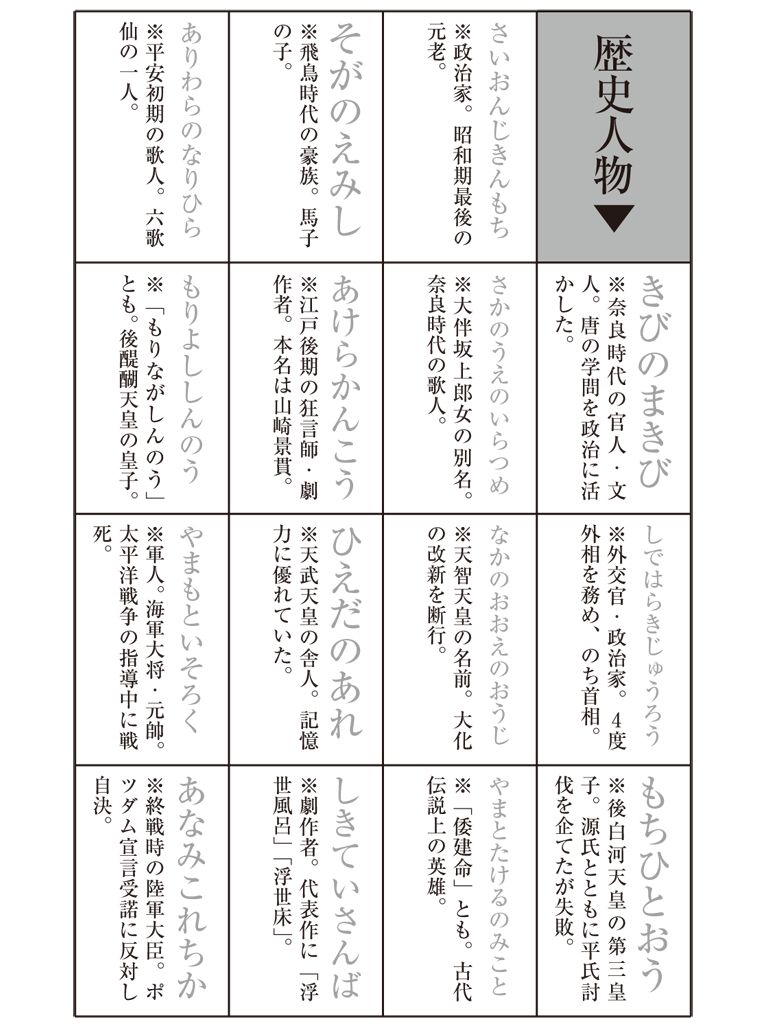 歴史人物▼
きびのまきび
※奈良時代の官人・文
人。唐の学問を政治に活
かした。
しではらきじゅうろう
※外交官・政治家。4度
外相を務め、のち首相。
もちひとおう
※後白河天皇の第三皇
子。源氏とともに平氏討
伐を企てたが失敗。
さいおんじきんもち
※政治家。昭和期最後の
元老。
さかのうえのいらつめ
※大伴坂上郎女の別名。
奈良時代の歌人。
なかのおおえのおうじ
※天智天皇の名前。大化
の改新を断行。
やまとたけるのみこと
※「倭建命」とも。古代
伝説上の英雄。
そがのえみし
※飛鳥時代の豪族。馬子
の子。
あけらかんこう
※江戸後期の狂言師・劇
作者。本名は山崎景貫。
ひえだのあれ
※天武天皇の舎人。記憶
力に優れていた。
しきていさんば
※劇作者。代表作に「浮
世風呂」「浮世床」。
ありわらのなりひら
※平安初期の歌人。六歌
仙の一人。
もりよししんのう
※「もりながしんのう」
とも。後醍醐天皇の皇子。
やまもといそろく
※軍人。海軍大将・元帥。
太平洋戦争の指導中に戦
死。
あなみこれちか
※終戦時の陸軍大臣。ポ
ツダム宣言受諾に反対し
自決。